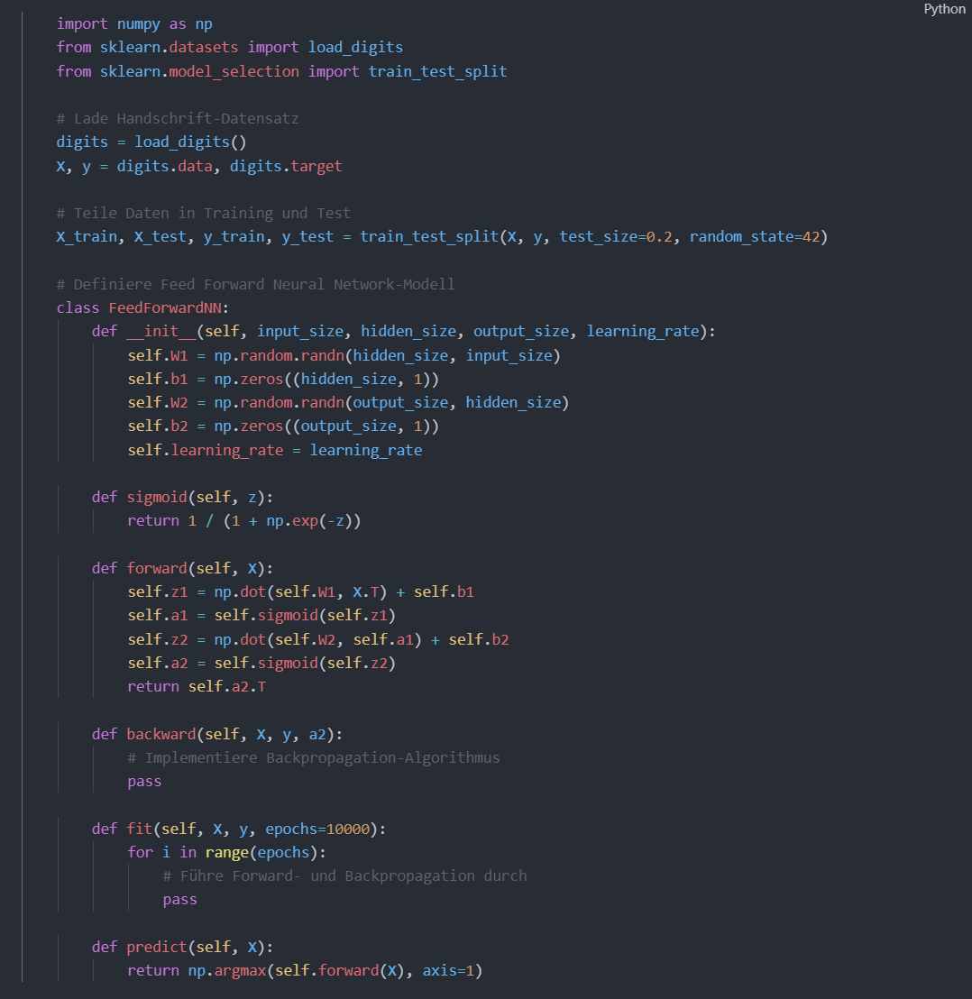 Python
import numpy as np
from sklearn.datasets import load_digits
from sklearn.model_selection import train_test_split

# Lade Handschrift-Datensatz
digits = load_digits()
X, y = digits.data, digits.target

# Teile Daten in Training und Test
X_train, X_test, y_train, y_test = train_test_split(X, y, test_size=0.2, random_state=42)

# Definiere Feed Forward Neural Network-Modell
class FeedForwardNN:
    def __init__(self, input_size, hidden_size, output_size, learning_rate):
        self.W1 = np.random.randn(hidden_size, input_size)
        self.b1 = np.zeros((hidden_size, 1))
        self.W2 = np.random.randn(output_size, hidden_size)
        self.b2 = np.zeros((output_size, 1))
        self.learning_rate = learning_rate

    def sigmoid(self, z):
        return 1 / (1 + np.exp(-z))

    def forward(self, X):
        self.z1 = np.dot(self.W1, X.T) + self.b1
        self.a1 = self.sigmoid(self.z1)
        self.z2 = np.dot(self.W2, self.a1) + self.b2
        self.a2 = self.sigmoid(self.z2)
        return self.a2.T

    def backward(self, X, y, a2):
        # Implementiere Backpropagation-Algorithmus
        pass

    def fit(self, X, y, epochs=10000):
        for i in range(epochs):
            # Führe Forward- und Backpropagation durch
            pass

    def predict(self, X):
        return np.argmax(self.forward(X), axis=1)